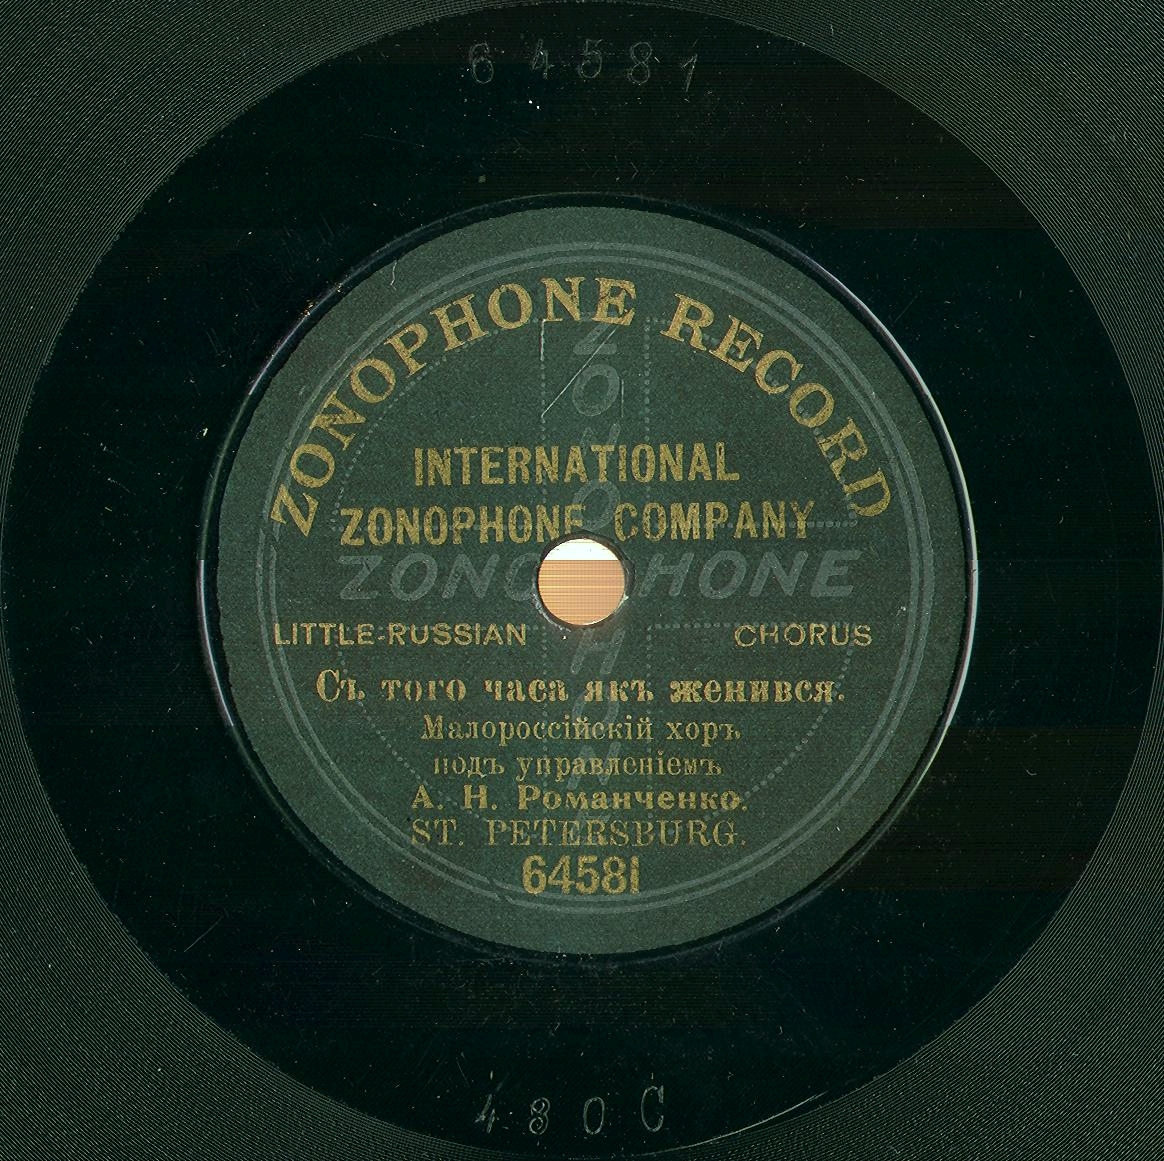 64581
ZONOPHONE RECORD
INTERNATIONAL
ZONOPHONE COMPANY
ZONOPHONE
LITTLE-RUSSIAN CHORUS
Съ того часа якъ женився.
Малороссійскій хоръ
подъ управленіемъ
А. Н. Романченко.
ST. PETERSBURG.
64581
480C